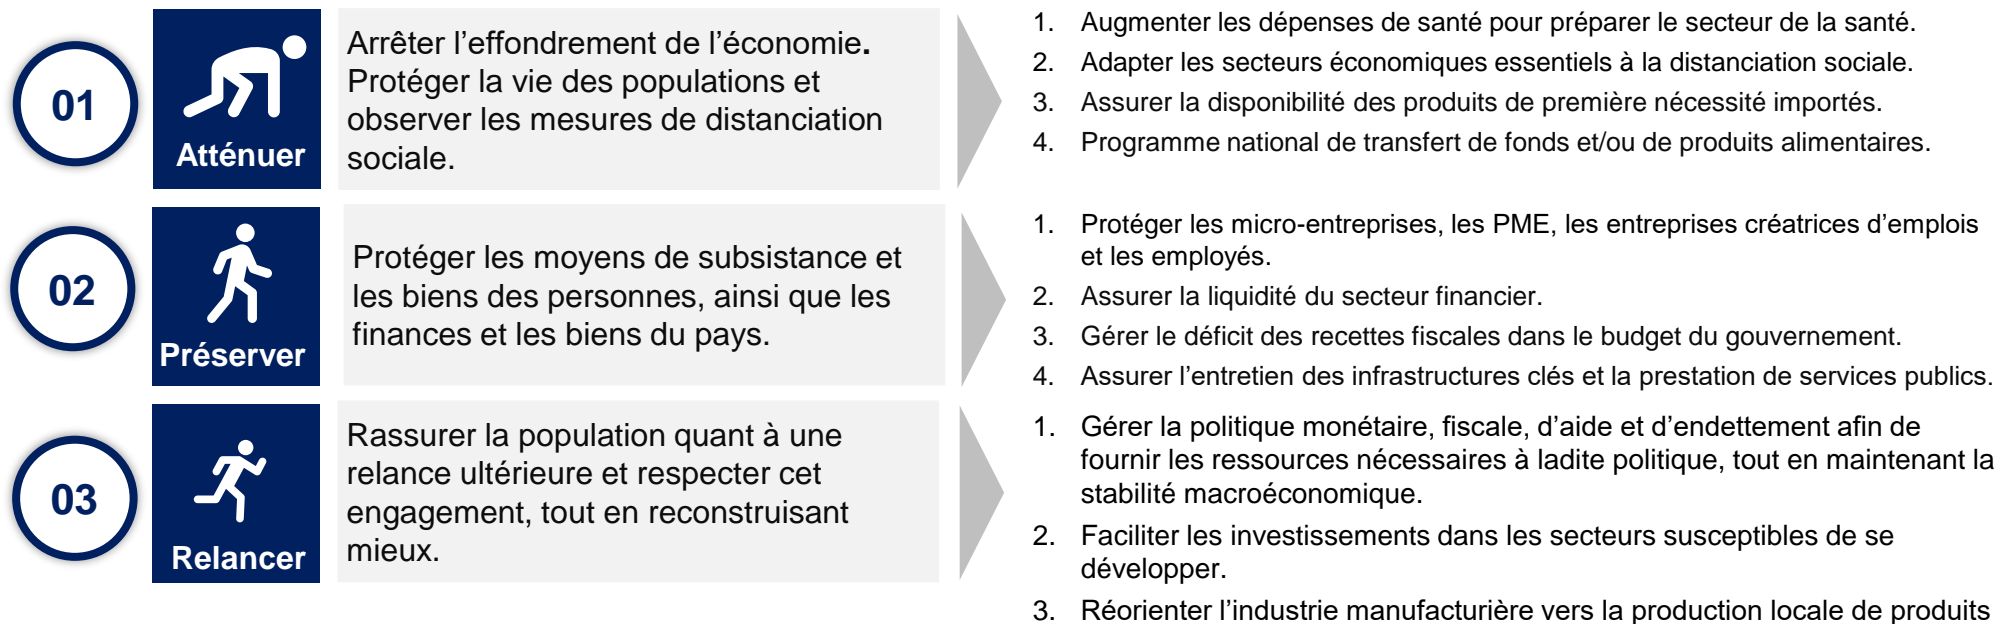 01
Atténuer
Arrêter l’effondrement de l’économie.
Protéger la vie des populations et
observer les mesures de distanciation
sociale.
1. Augmenter les dépenses de santé pour préparer le secteur de la santé.
2. Adapter les secteurs économiques essentiels à la distanciation sociale.
3. Assurer la disponibilité des produits de première nécessité importés.
4. Programme national de transfert de fonds et/ou de produits alimentaires.
02
Préserver
Protéger les moyens de subsistance et
les biens des personnes, ainsi que les
finances et les biens du pays.
1. Protéger les micro-entreprises, les PME, les entreprises créatrices d’emplois
et les employés.
2. Assurer la liquidité du secteur financier.
3. Gérer le déficit des recettes fiscales dans le budget du gouvernement.
4. Assurer l’entretien des infrastructures clés et la prestation de services publics.
03
Relancer
Rassurer la population quant à une
relance ultérieure et respecter cet
engagement, tout en reconstruisant
mieux.
1. Gérer la politique monétaire, fiscale, d’aide et d’endettement afin de
fournir les ressources nécessaires à ladite politique, tout en maintenant la
stabilité macroéconomique.
2. Faciliter les investissements dans les secteurs susceptibles de se
développer.
3. Réorienter l’industrie manufacturière vers la production locale de produits